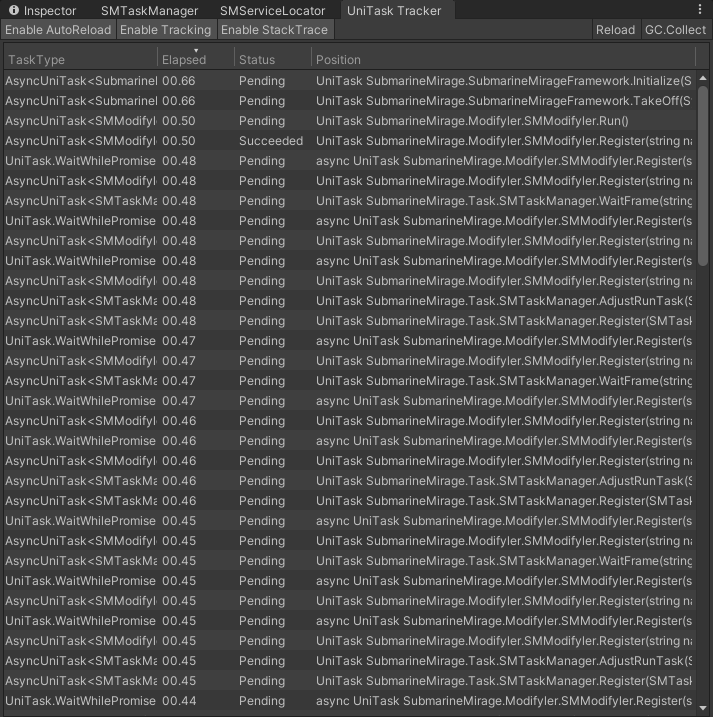 Inspector SMTaskManager SMServiceLocator UniTask Tracker
Enable AutoReload Enable Tracking Enable StackTrace Reload GC.Collect
TaskType Elapsed Status Position
AsyncUniTask<Submarinel 00.66 Pending UniTask SubmarineMirage.SubmarineMirageFramework.Initialize(S
AsyncUniTask<Submarinel 00.66 Pending UniTask SubmarineMirage.SubmarineMirageFramework.TakeOff(St
AsyncUniTask<SMModifyl 00.50 Pending UniTask SubmarineMirage.Modifyler.SMModifyler.Run()
AsyncUniTask<SMModifyl 00.50 Succeeded UniTask SubmarineMirage.Modifyler.SMModifyler.Register(string na
UniTask.WaitWhilePromise 00.48 Pending async UniTask SubmarineMirage.Modifyler.SMModifyler.Register(s
AsyncUniTask<SMModifyl 00.48 Pending UniTask SubmarineMirage.Modifyler.SMModifyler.Register(string na
AsyncUniTask<SMTaskMa 00.48 Pending UniTask SubmarineMirage.Task.SMTaskManager.WaitFrame(string
UniTask.WaitWhilePromise 00.48 Pending async UniTask SubmarineMirage.Modifyler.SMModifyler.Register(s
AsyncUniTask<SMModifyl 00.48 Pending UniTask SubmarineMirage.Modifyler.SMModifyler.Register(string na
UniTask.WaitWhilePromise 00.48 Pending async UniTask SubmarineMirage.Modifyler.SMModifyler.Register(s
AsyncUniTask<SMModifyl 00.48 Pending UniTask SubmarineMirage.Modifyler.SMModifyler.Register(string na
AsyncUniTask<SMTaskMa 00.48 Pending UniTask SubmarineMirage.Task.SMTaskManager.AdjustRunTask(S
AsyncUniTask<SMTaskMa 00.48 Pending UniTask SubmarineMirage.Task.SMTaskManager.Register(SMTask
UniTask.WaitWhilePromise 00.47 Pending async UniTask SubmarineMirage.Modifyler.SMModifyler.Register(s
AsyncUniTask<SMModifyl 00.47 Pending UniTask SubmarineMirage.Modifyler.SMModifyler.Register(string na
AsyncUniTask<SMTaskMa 00.47 Pending UniTask SubmarineMirage.Task.SMTaskManager.WaitFrame(string
UniTask.WaitWhilePromise 00.47 Pending async UniTask SubmarineMirage.Modifyler.SMModifyler.Register(s
AsyncUniTask<SMModifyl 00.46 Pending UniTask SubmarineMirage.Modifyler.SMModifyler.Register(string na
UniTask.WaitWhilePromise 00.46 Pending async UniTask SubmarineMirage.Modifyler.SMModifyler.Register(s
AsyncUniTask<SMModifyl 00.46 Pending UniTask SubmarineMirage.Modifyler.SMModifyler.Register(string na
AsyncUniTask<SMTaskMa 00.46 Pending UniTask SubmarineMirage.Task.SMTaskManager.AdjustRunTask(S
AsyncUniTask<SMTaskMa 00.46 Pending UniTask SubmarineMirage.Task.SMTaskManager.Register(SMTask
UniTask.WaitWhilePromise 00.45 Pending async UniTask SubmarineMirage.Modifyler.SMModifyler.Register(s
AsyncUniTask<SMModifyl 00.45 Pending UniTask SubmarineMirage.Modifyler.SMModifyler.Register(string na
AsyncUniTask<SMTaskMa 00.45 Pending UniTask SubmarineMirage.Task.SMTaskManager.WaitFrame(string
UniTask.WaitWhilePromise 00.45 Pending async UniTask SubmarineMirage.Modifyler.SMModifyler.Register(s
AsyncUniTask<SMModifyl 00.45 Pending UniTask SubmarineMirage.Modifyler.SMModifyler.Register(string na
UniTask.WaitWhilePromise 00.45 Pending async UniTask SubmarineMirage.Modifyler.SMModifyler.Register(s
AsyncUniTask<SMModifyl 00.45 Pending UniTask SubmarineMirage.Modifyler.SMModifyler.Register(string na
AsyncUniTask<SMTaskMa 00.45 Pending UniTask SubmarineMirage.Task.SMTaskManager.AdjustRunTask(S
AsyncUniTask<SMTaskMa 00.45 Pending UniTask SubmarineMirage.Task.SMTaskManager.Register(SMTask
UniTask.WaitWhilePromise 00.44 Pending async UniTask SubmarineMirage.Modifyler.SMModifyler.Register(s